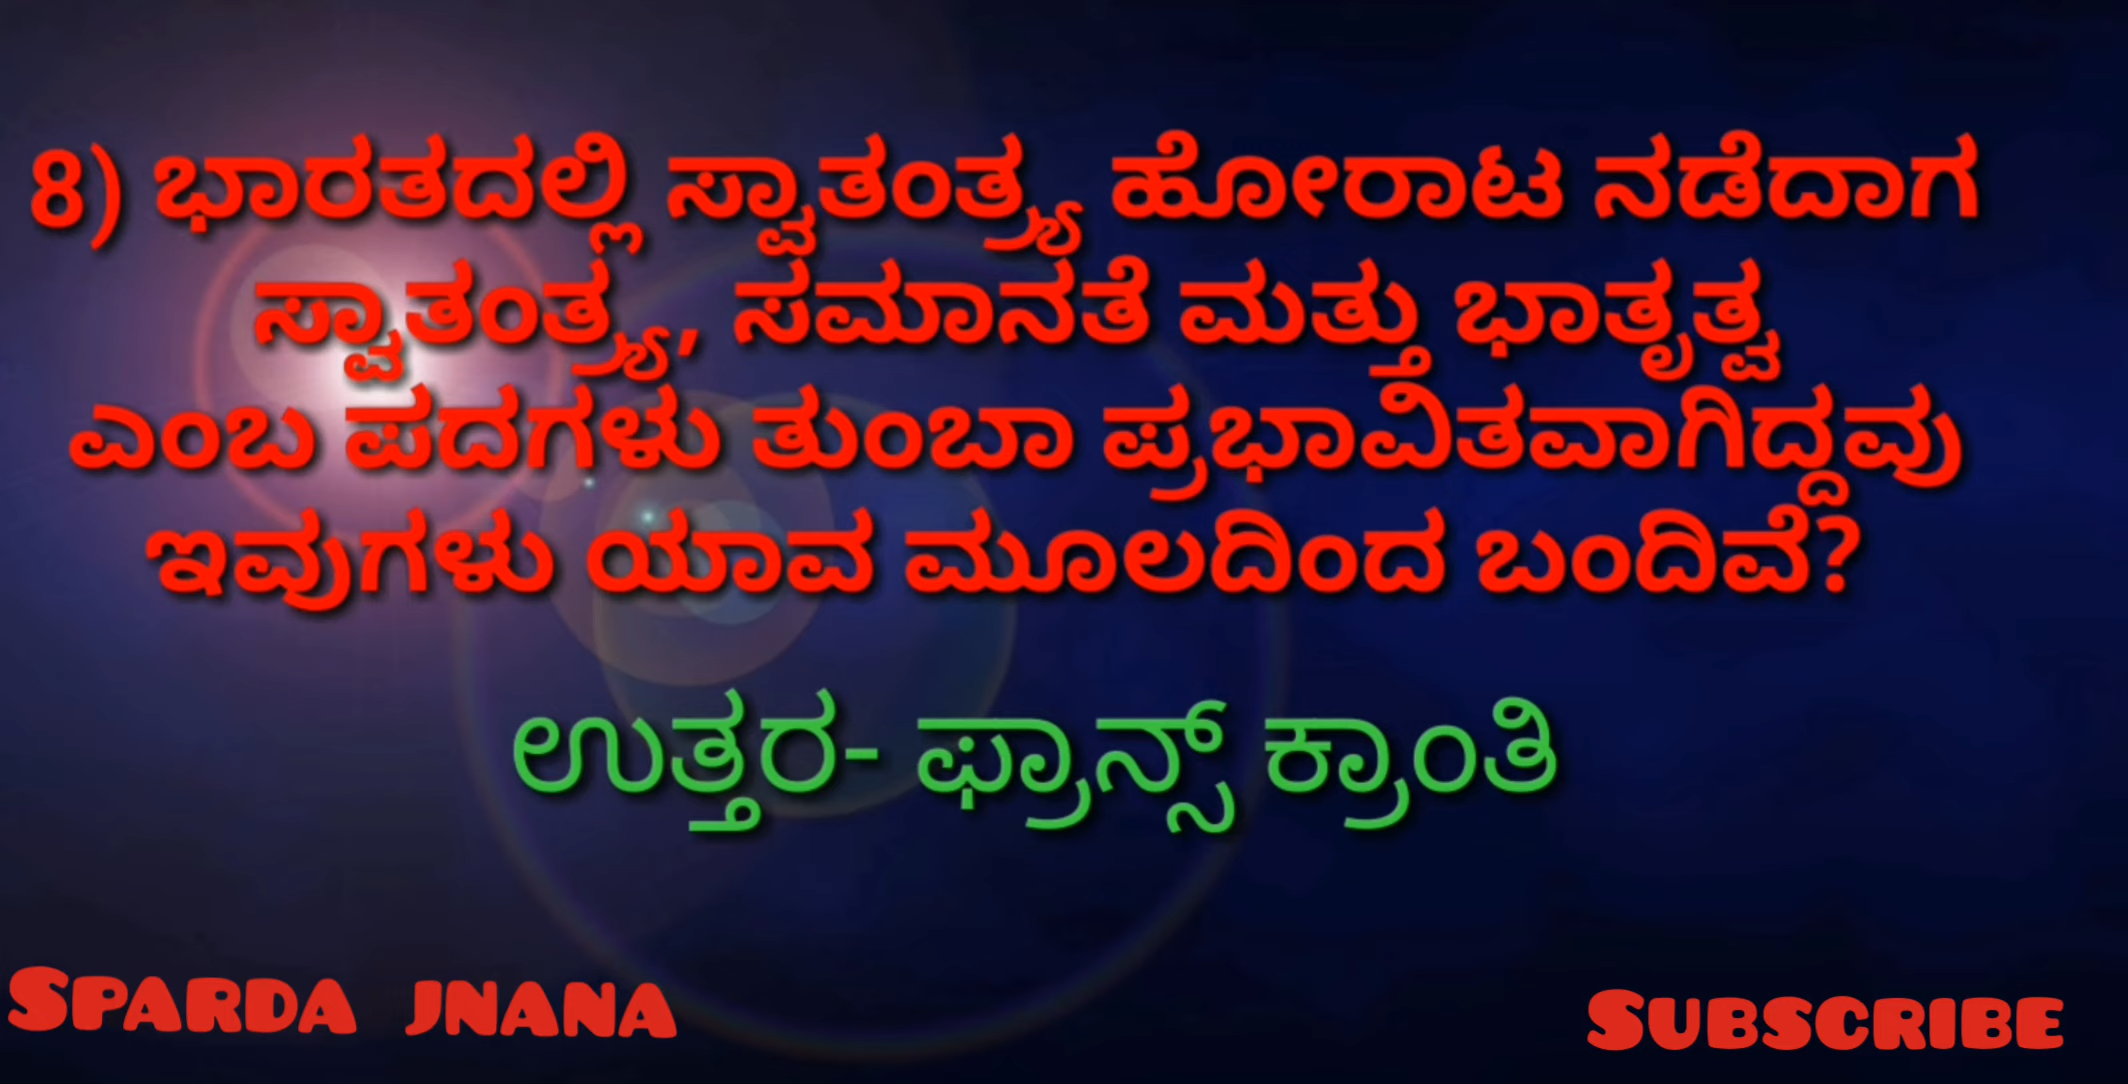 8) ಭಾರತದಲ್ಲಿ ಸ್ವಾತಂತ್ರ್ಯ ಹೋರಾಟ ನಡೆದಾಗ
ಸ್ವಾತಂತ್ರ್ಯ, ಸಮಾನತೆ ಮತ್ತು ಭಾತೃತ್ವ
ಎಂಬ ಪದಗಳು ತುಂಬಾ ಪ್ರಭಾವಿತವಾಗಿದ್ದವು
ಇವುಗಳು ಯಾವ ಮೂಲದಿಂದ ಬಂದಿವೆ?
ಉತ್ತರ- ಫ್ರಾನ್ಸ್ ಕ್ರಾಂತಿ
SPARDA JNANA
SUBSCRIBE